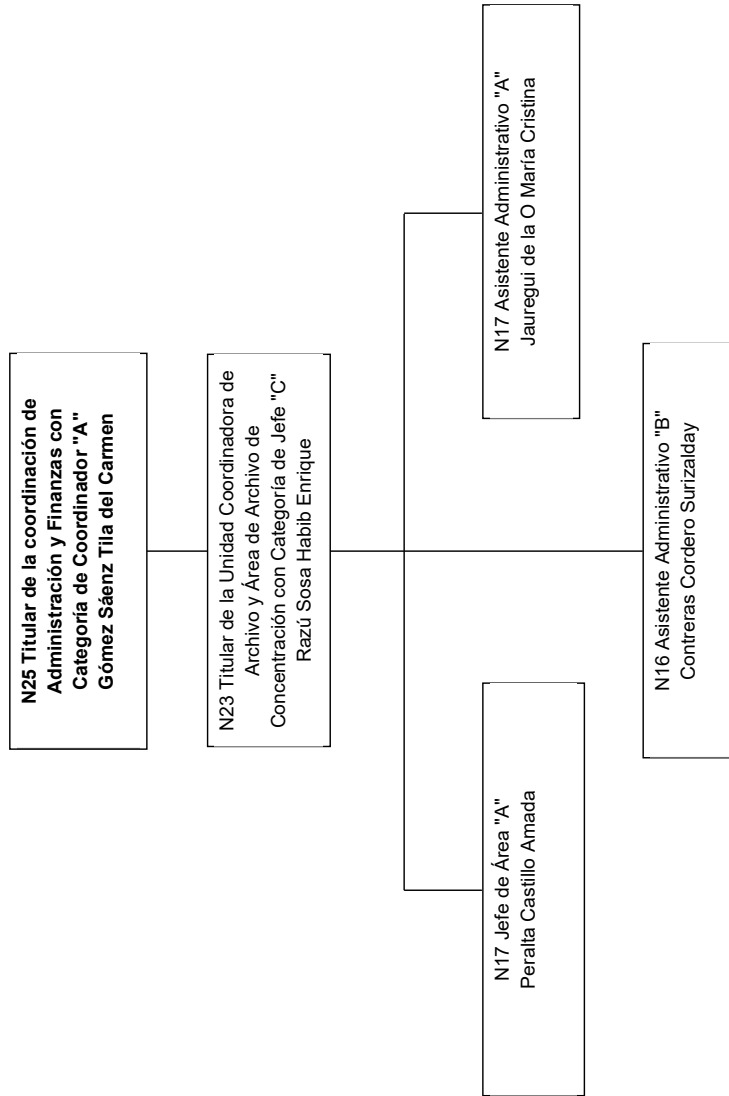 N25 Titular de la coordinación de
Administración y Finanzas con
Categoría de Coordinador "A"
Gómez Sáenz Tila del Carmen
N23 Titular de la Unidad Coordinadora de
Archivo y Área de Archivo de
Concentración con Categoría de Jefe "C"
Razú Sosa Habib Enrique
N17 Jefe de Área "A"
Peralta Castillo Amada
N17 Asistente Administrativo "A"
Jauregui de la O María Cristina
N16 Asistente Administrativo "B"
Contreras Cordero Surizalday